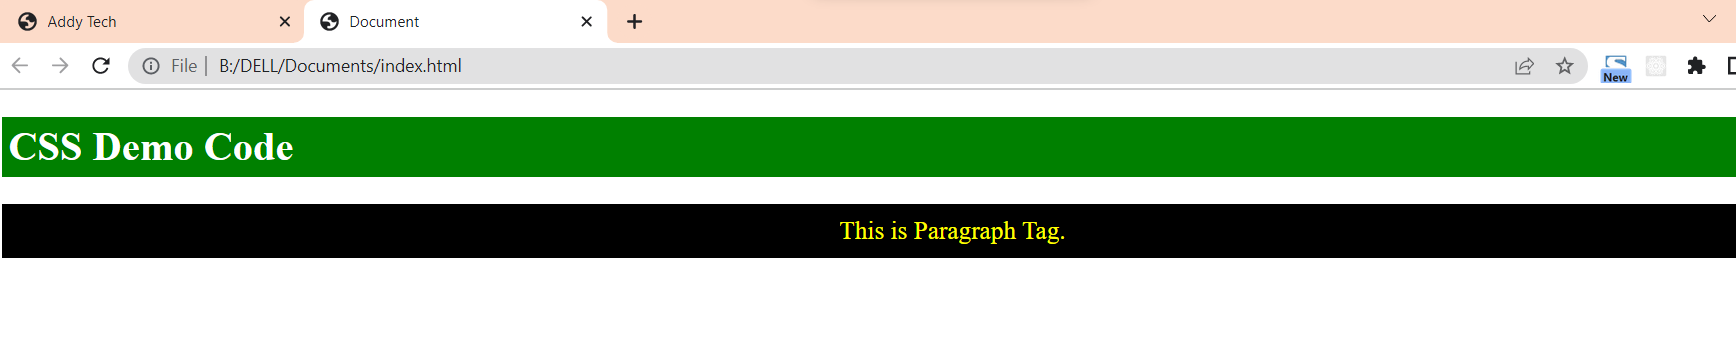 Addy Tech
Document
File
B:/DELL/Documents/index.html
New
CSS Demo Code
This is Paragraph Tag.